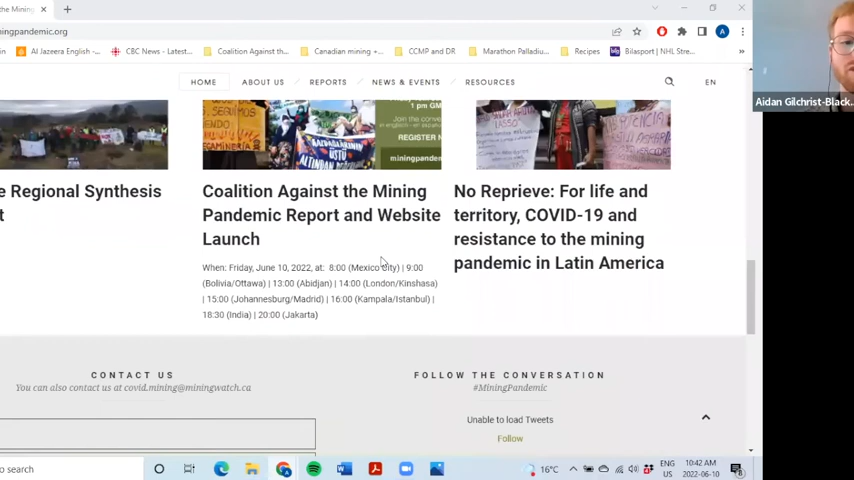 the Mining
ningpandemic.org
in
Al Jazeera English -...
CBC News - Latest...
Coalition Against th...
Canadian mining +...
CCMP and DR
Marathon Palladiu...
Recipes
Bilasport | NHL Stre...
HOME
ABOUT US
REPORTS
NEWS & EVENTS
RESOURCES
EN
Aidan Gilchrist-Black...
SEGUIMOS
REGISTER
miningpandem
e Regional Synthesis
t
Coalition Against the Mining
Pandemic Report and Website
Launch
No Reprieve: For life and
territory, COVID-19 and
resistance to the mining
pandemic in Latin America
When: Friday, June 10, 2022, at: 8:00 (Mexico City) | 9:00
(Bolivia/Ottawa) | 13:00 (Abidjan) | 14:00 (London/Kinshasa)
| 15:00 (Johannesburg/Madrid) | 16:00 (Kampala/Istanbul) |
18:30 (India) | 20:00 (Jakarta)
CONTACT US
You can also contact us at covid.mining@miningwatch.ca
FOLLOW THE CONVERSATION
#MiningPandemic
Unable to load Tweets
Follow
o search
16°C
ENG
US
10:42 AM
2022-06-10